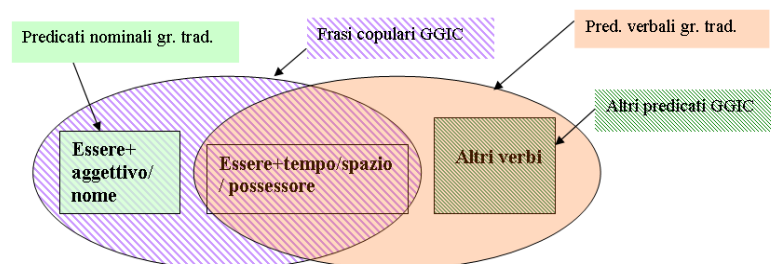 Predicati nominali gr. trad.
Frasi copulari GGIC
Pred. verbali gr. trad.
Altri predicati GGIC
Essere+
aggettivo/
nome
Essere+tempo/spazio
/ possessore
Altri verbi